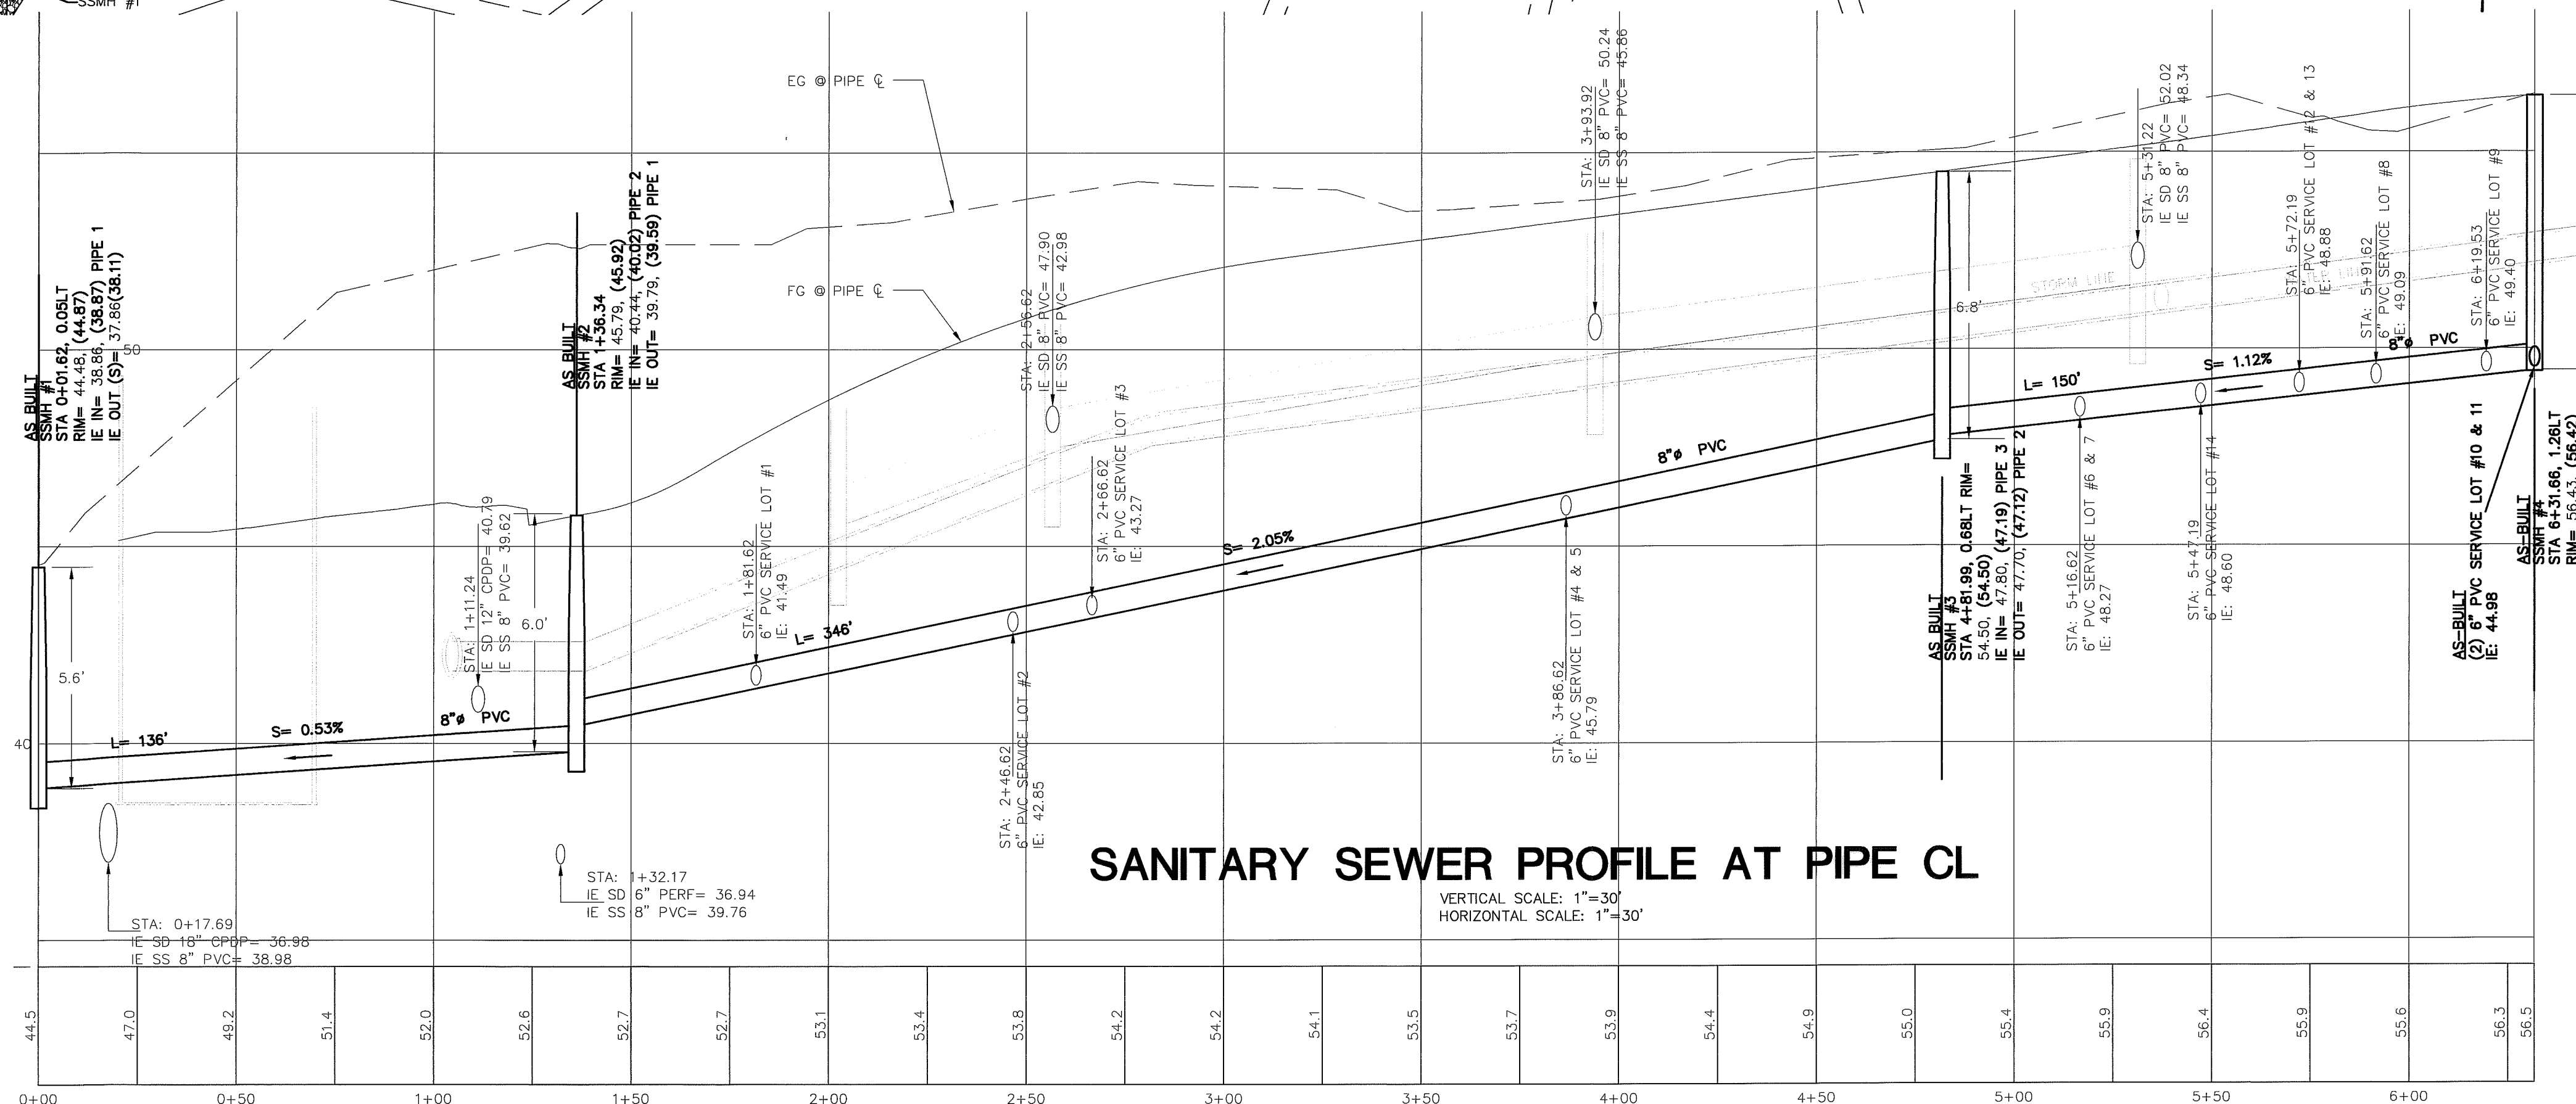 SSMH #1
EG @ PIPE ℄
FG @ PIPE ℄
AS BUILT
SSMH #1
STA 0+01.62, 0.05LT
RIM= 44.48, (44.87)
IE IN= 38.86, (38.87) PIPE 1
IE OUT (S)= 37.86(38.11)
50
40
5.6'
L= 136'
S= 0.53%
8"ø PVC
STA: 0+17.69
IE SD 18" CPDP= 36.98
IE SS 8" PVC= 38.98
STA: 1+11.24
IE SD 12" CPDP= 40.79
IE SS 8" PVC= 39.62
6.0'
STA: 1+32.17
IE SD 6" PERF= 36.94
IE SS 8" PVC= 39.76
AS BUILT
SSMH #2
STA 1+36.34
RIM= 45.79, (45.92)
IE IN= 40.44, (40.02) PIPE 2
IE OUT= 39.79, (39.59) PIPE 1
STA: 1+81.62
6" PVC SERVICE LOT #1
IE: 41.49
L= 346'
STA: 2+46.62
6" PVC SERVICE LOT #2
IE: 42.85
STA: 2+56.62
IE SD 8" PVC= 47.90
IE SS 8" PVC= 42.98
STA: 2+66.62
6" PVC SERVICE LOT #3
IE: 43.27
S= 2.05%
STA: 3+86.62
6" PVC SERVICE LOT #4 & 5
IE: 45.79
STA: 3+93.92
IE SD 8" PVC= 50.24
IE SS 8" PVC= 45.86
8"ø PVC
6.8'
AS BUILT
SSMH #3
STA 4+81.99, 0.68LT RIM=
54.50, (54.50)
IE IN= 47.80, (47.19) PIPE 3
IE OUT= 47.70, (47.12) PIPE 2
L= 150'
STORM LINE
STA: 5+16.62
6" PVC SERVICE LOT #6 & 7
IE: 48.27
STA: 5+31.22
IE SD 8" PVC= 52.02
IE SS 8" PVC= 48.34
STA: 5+47.19
6" PVC SERVICE LOT #14
IE: 48.60
S= 1.12%
STA: 5+72.19
6" PVC SERVICE LOT #12 & 13
IE: 48.88
STA: 5+91.62
6" PVC SERVICE LOT #8
IE: 49.09
8"ø PVC
STA: 6+19.53
6" PVC SERVICE LOT #9
IE: 49.40
AS-BUILT
(2) 6" PVC SERVICE LOT #10 & 11
IE: 44.98
AS-BUILT
SSMH #4
STA 6+31.66, 1.26LT
RIM= 56.43, (56.42)
SANITARY SEWER PROFILE AT PIPE CL
VERTICAL SCALE: 1"=30'
HORIZONTAL SCALE: 1"=30'
44.5 47.0 49.2 51.4 52.0 52.6 52.7 52.7 53.1 53.4 53.8 54.2 54.2 54.1 53.5 53.7 53.9 54.4 54.9 55.0 55.4 55.9 56.4 55.9 55.6 56.3 56.5
0+00 0+50 1+00 1+50 2+00 2+50 3+00 3+50 4+00 4+50 5+00 5+50 6+00